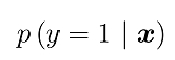 p (y = 1 | x)